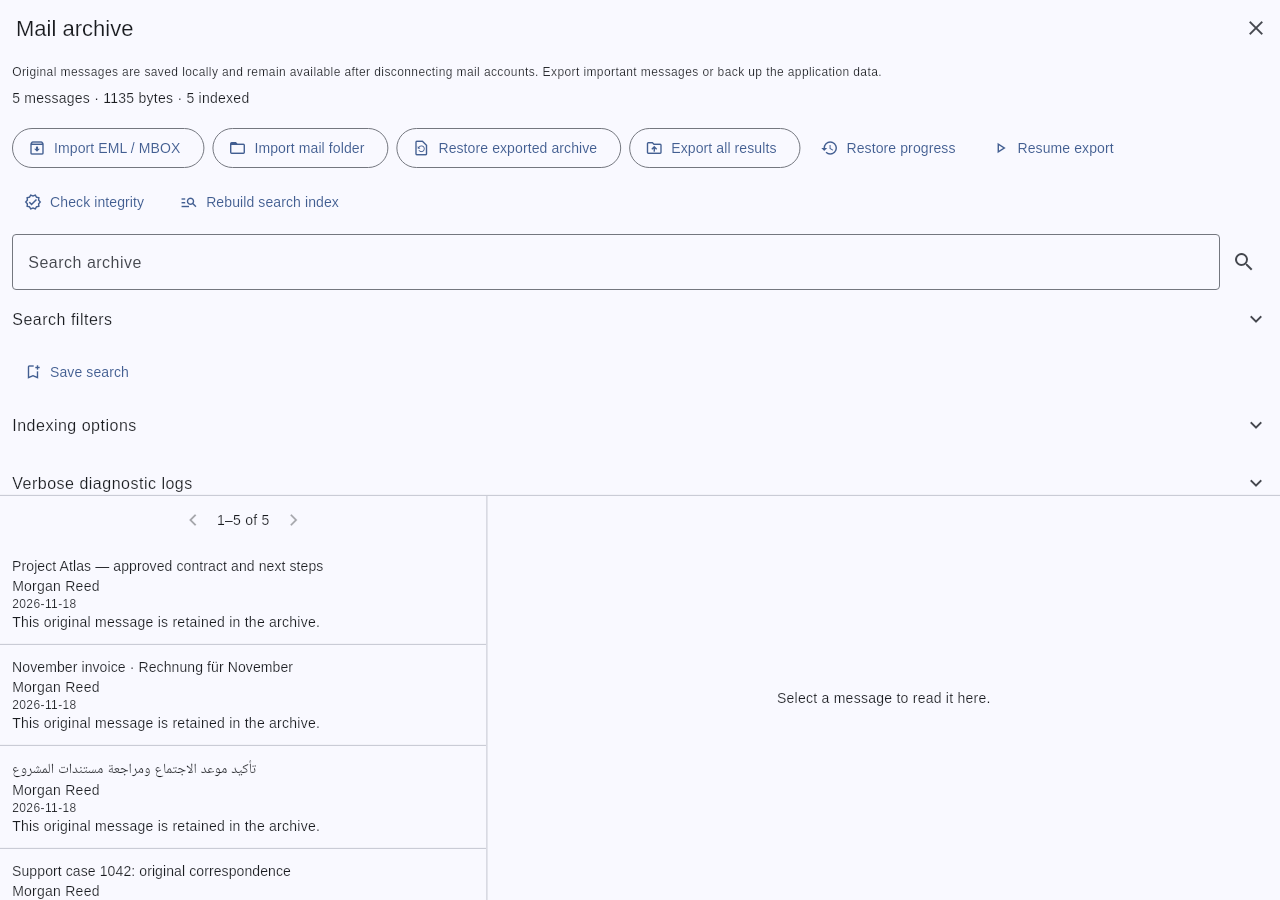 Mail archive
Original messages are saved locally and remain available after disconnecting mail accounts. Export important messages or back up the application data.
5 messages · 1135 bytes · 5 indexed
Import EML / MBOX
Import mail folder
Restore exported archive
Export all results
Restore progress
Resume export
Check integrity
Rebuild search index
Search archive
Search filters
Save search
Indexing options
Verbose diagnostic logs
1–5 of 5
Project Atlas — approved contract and next steps
Morgan Reed
2026-11-18
This original message is retained in the archive.
November invoice · Rechnung für November
Morgan Reed
2026-11-18
This original message is retained in the archive.
تأكيد موعد الاجتماع ومراجعة مستندات المشروع
Morgan Reed
2026-11-18
This original message is retained in the archive.
Support case 1042: original correspondence
Morgan Reed
Select a message to read it here.